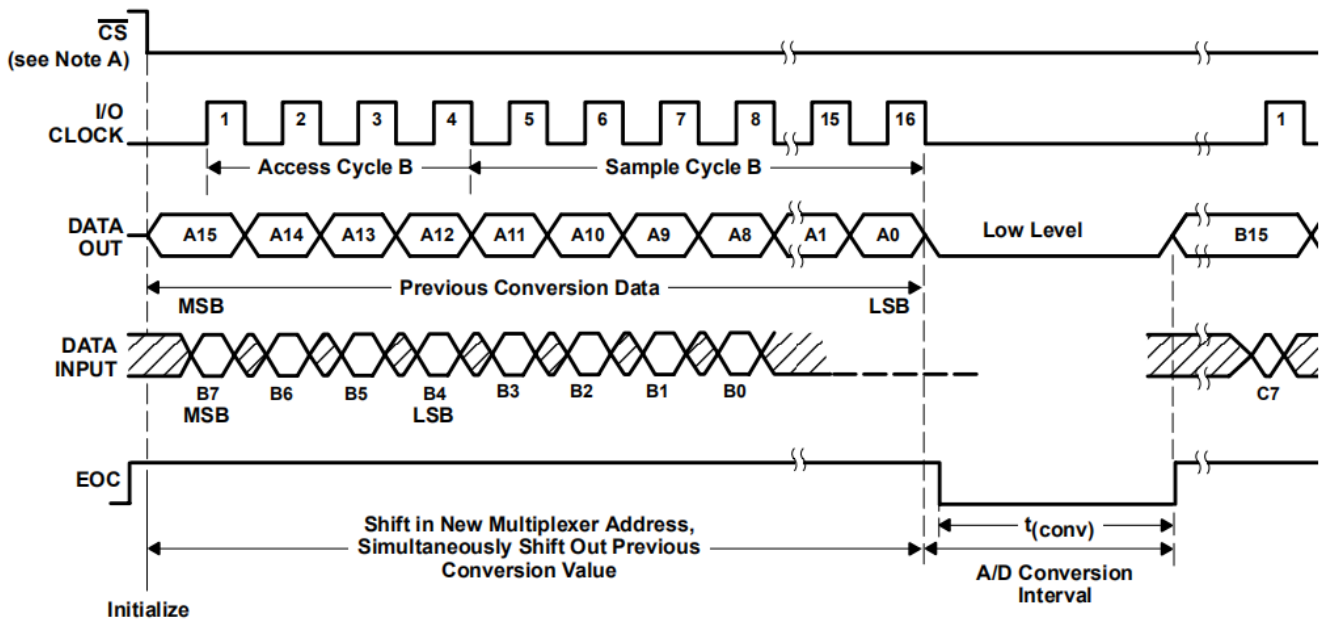 CS
(see Note A)
I/O
CLOCK
1 2 3 4 5 6 7 8 15 16 1
Access Cycle B Sample Cycle B
DATA
OUT
A15 A14 A13 A12 A11 A10 A9 A8 A1 A0 Low Level B15
Previous Conversion Data
MSB LSB
DATA
INPUT
B7 B6 B5 B4 B3 B2 B1 B0 C7
MSB LSB
EOC
Shift in New Multiplexer Address,
Simultaneously Shift Out Previous
Conversion Value
t(conv)
A/D Conversion
Interval
Initialize